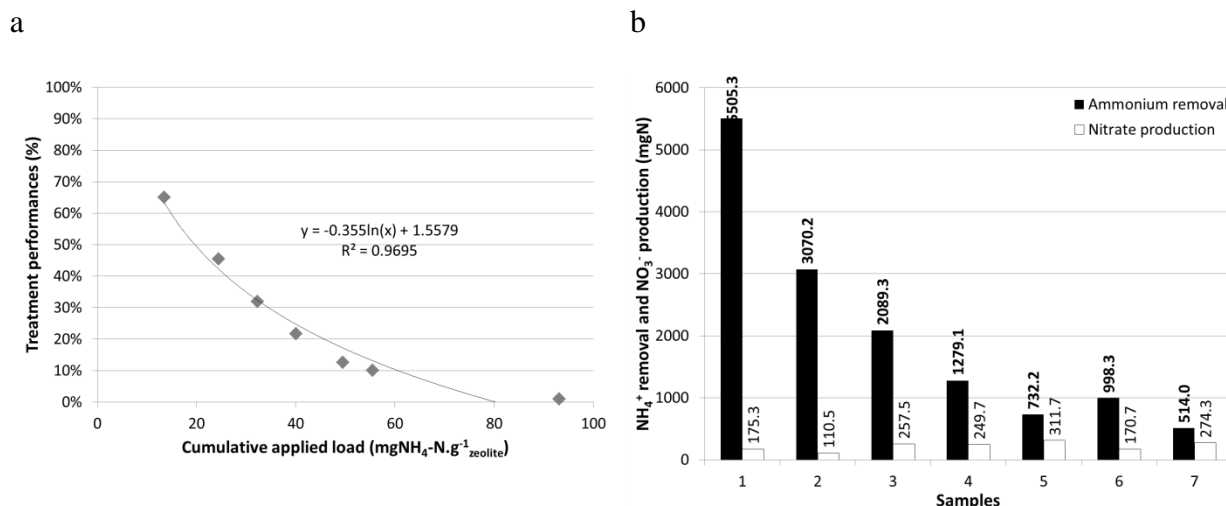 a
100%
90%
80%
70%
60%
50%
40%
30%
20%
10%
0%
Treatment performances (%)
y = -0.355ln(x) + 1.5579
R² = 0.9695
0 20 40 60 80 100
Cumulative applied load (mgNH₄-N.g⁻¹zeolite)
b
6000
5000
4000
3000
2000
1000
0
NH₄⁺ removal and NO₃⁻ production (mgN)
Ammonium removal
Nitrate production
5505.3
175.3
3070.2
110.5
2089.3
257.5
1279.1
249.7
732.2
311.7
998.3
170.7
514.0
274.3
1 2 3 4 5 6 7
Samples